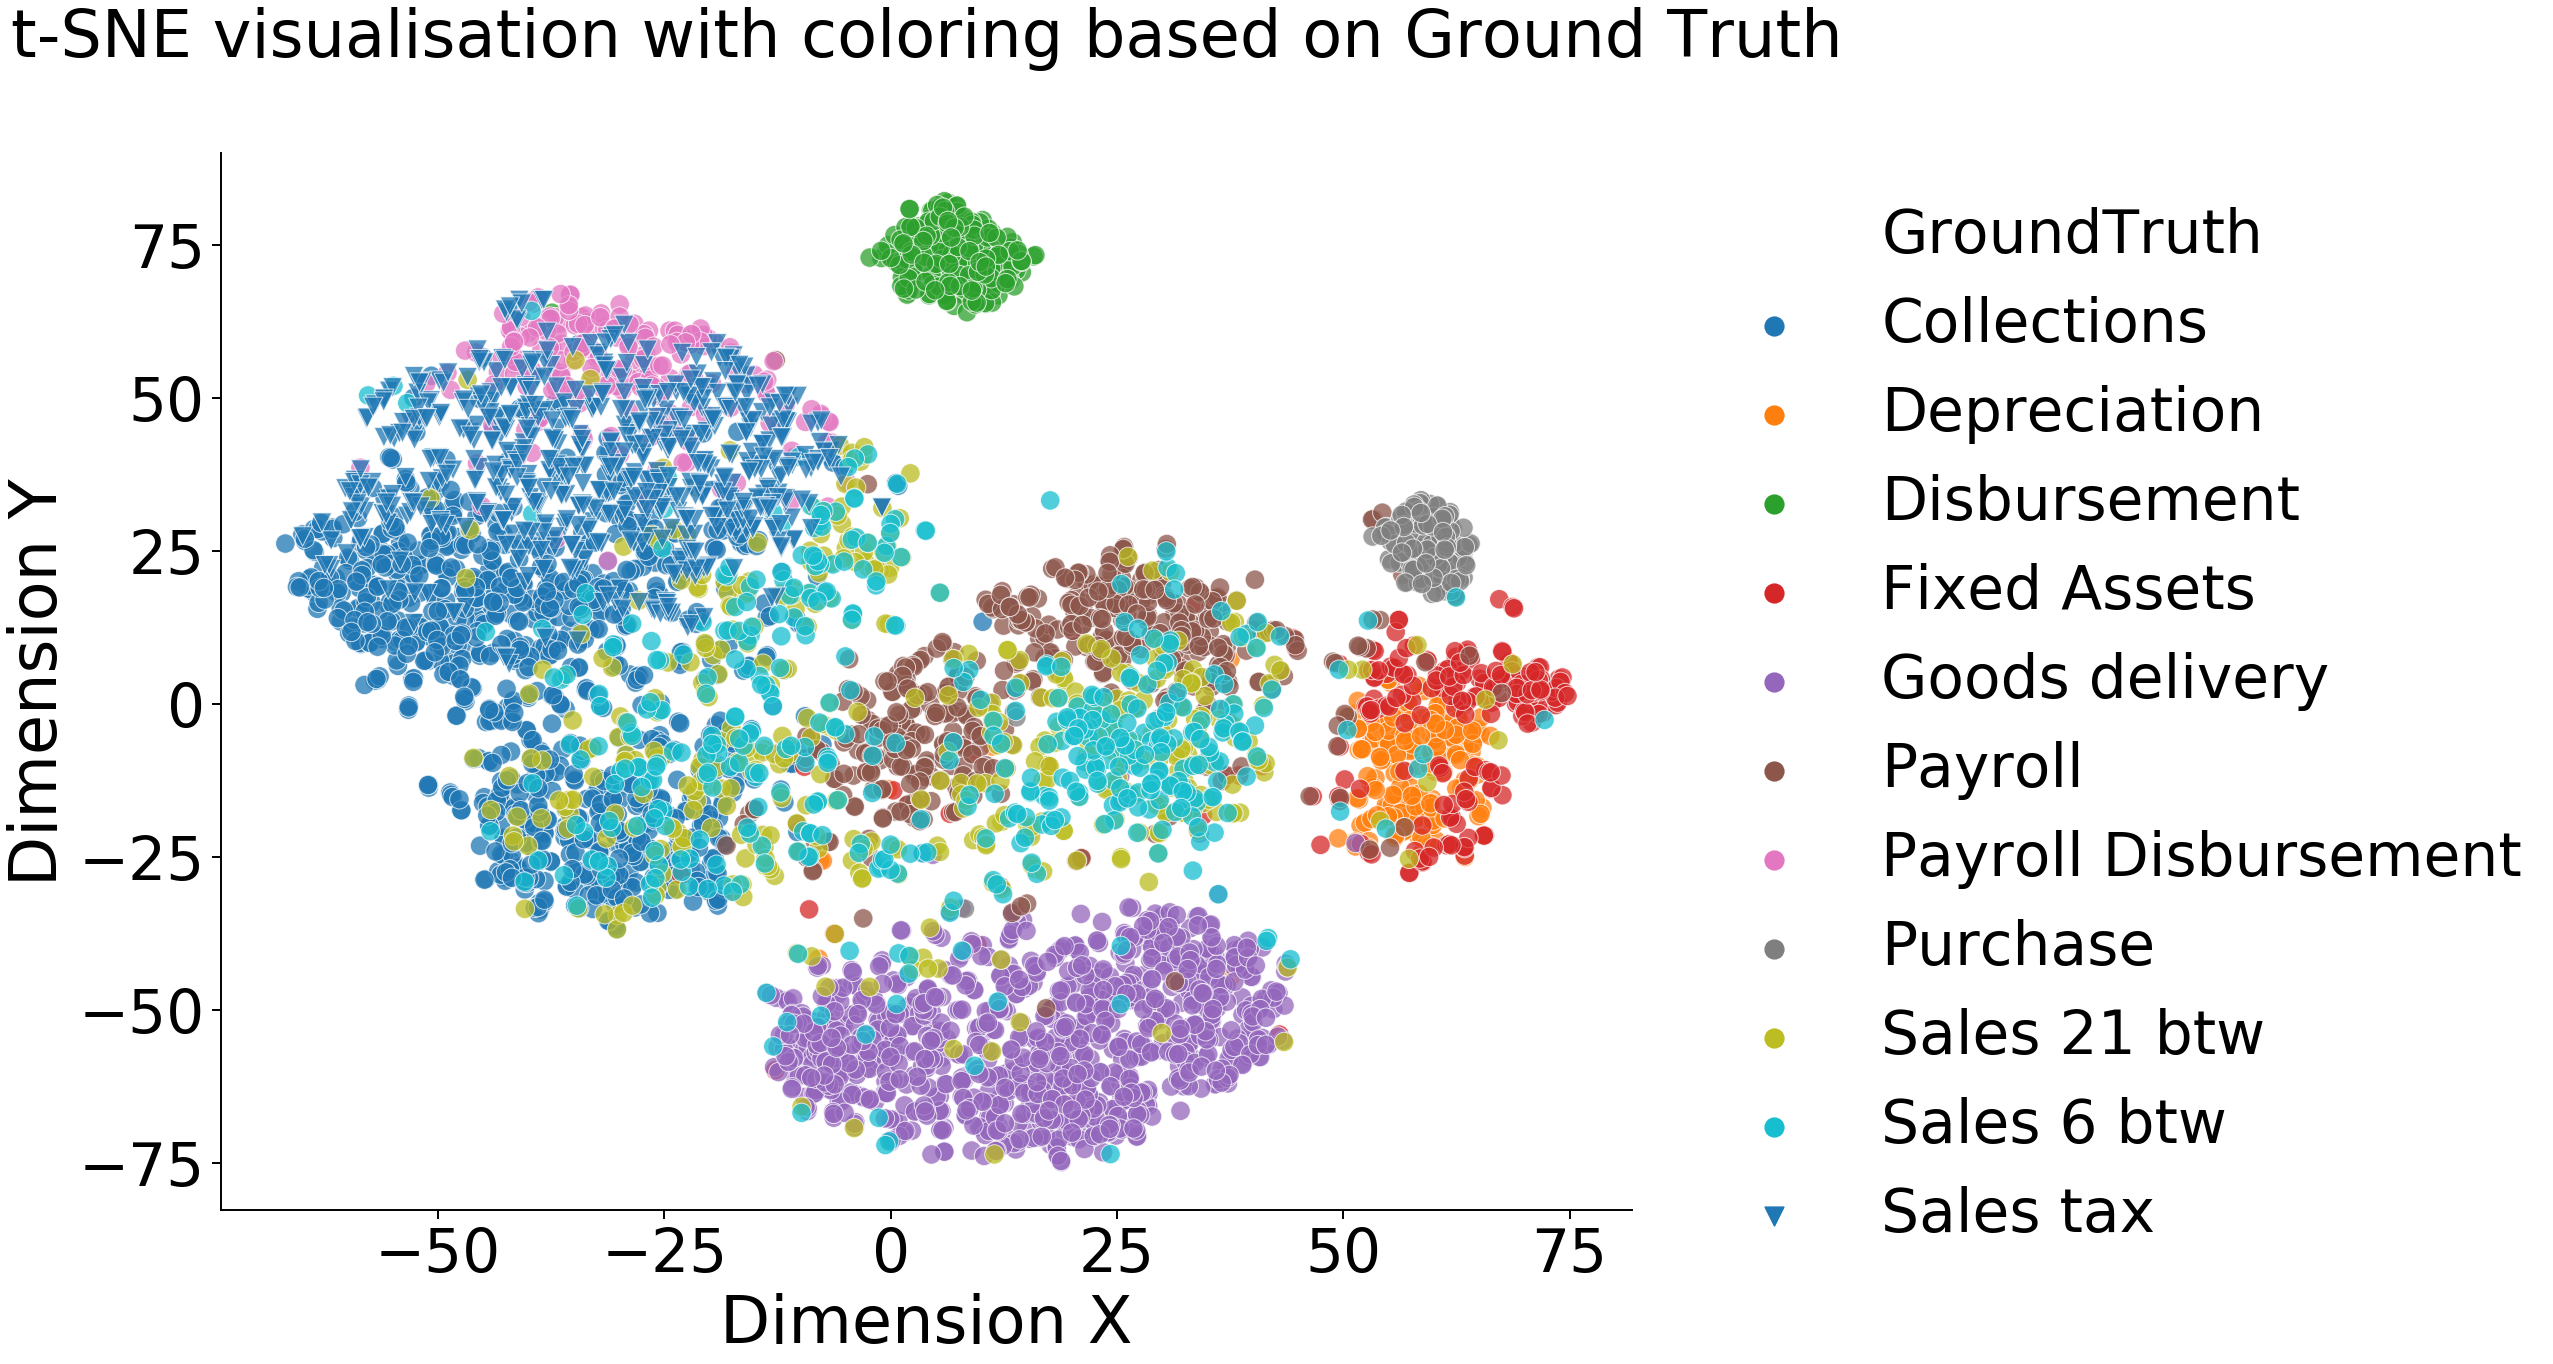 t-SNE visualisation with coloring based on Ground Truth
GroundTruth
Collections
Depreciation
Disbursement
Fixed Assets
Goods delivery
Payroll
Payroll Disbursement
Purchase
Sales 21 btw
Sales 6 btw
Sales tax
Dimension Y
75
50
25
0
−25
−50
−75
−50
−25
0
25
50
75
Dimension X